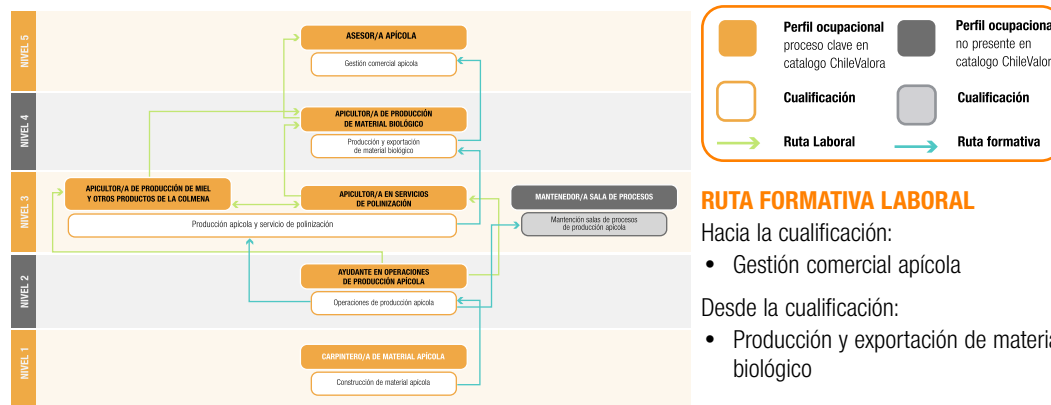 NIVEL 5
ASESOR/A APÍCOLA
Gestión comercial apícola
NIVEL 4
APICULTOR/A DE PRODUCCIÓN
DE MATERIAL BIOLÓGICO
Producción y exportación
de material biológico
NIVEL 3
APICULTOR/A DE PRODUCCIÓN DE MIEL
Y OTROS PRODUCTOS DE LA COLMENA
APICULTOR/A EN SERVICIOS
DE POLINIZACIÓN
Producción apícola y servicio de polinización
MANTENEDOR/A SALA DE PROCESOS
Mantención salas de procesos
de producción apícola
NIVEL 2
AYUDANTE EN OPERACIONES
DE PRODUCCIÓN APÍCOLA
Operaciones de producción apícola
NIVEL 1
CARPINTERO/A DE MATERIAL APÍCOLA
Construcción de material apícola
Perfil ocupacional
proceso clave en
catalogo ChileValora
Perfil ocupaciona
no presente en
catalogo ChileValor
Cualificación
Cualificación
Ruta Laboral
Ruta formativa
RUTA FORMATIVA LABORAL
Hacia la cualificación:
• Gestión comercial apícola
Desde la cualificación:
• Producción y exportación de materia
biológico